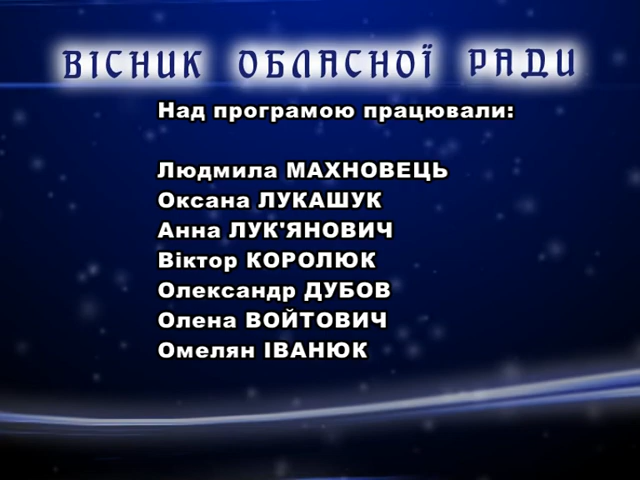 ВІСНИК ОБЛАСНОЇ РАДИ
Над програмою працювали:
Людмила МАХНОВЕЦЬ
Оксана ЛУКАШУК
Анна ЛУК'ЯНОВИЧ
Віктор КОРОЛЮК
Олександр ДУБОВ
Олена ВОЙТОВИЧ
Омелян ІВАНЮК